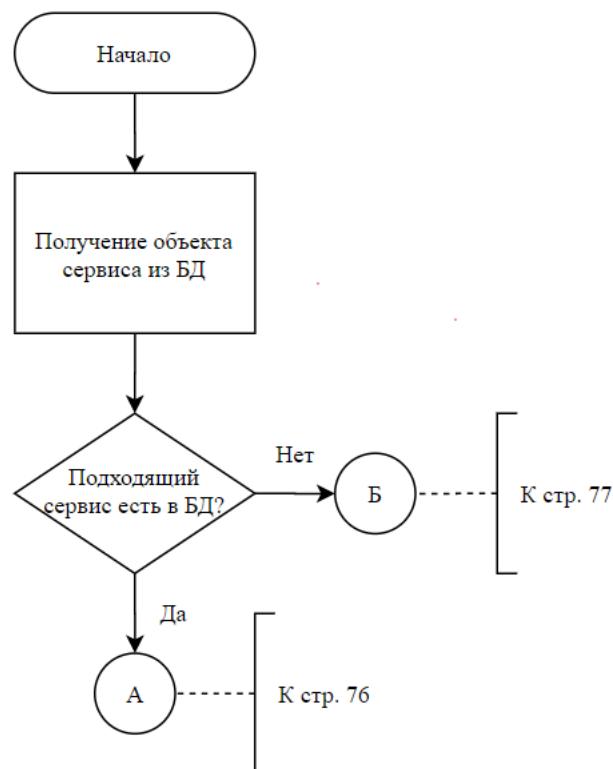 Начало
Получение объекта
сервиса из БД
Подходящий
сервис есть в БД?
Нет
Б
К стр. 77
Да
А
К стр. 76